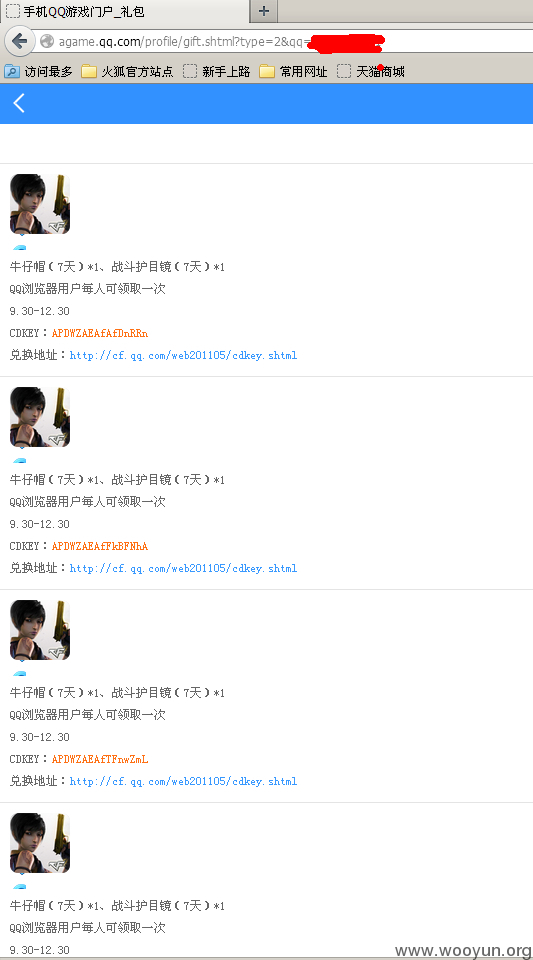 手机QQ游戏门户_礼包
agame.qq.com/profile/gift.shtml?type=2&qq=
访问最多 火狐官方站点 新手上路 常用网址 天猫商城
牛仔帽(7天)*1、战斗护目镜(7天)*1
QQ浏览器用户每人可领取一次
9.30-12.30
CDKEY:APDWZAEAfAfDnRRn
兑换地址:http://cf.qq.com/web201105/cdkey.shtml
牛仔帽(7天)*1、战斗护目镜(7天)*1
QQ浏览器用户每人可领取一次
9.30-12.30
CDKEY:APDWZAEAfFkBFNhA
兑换地址:http://cf.qq.com/web201105/cdkey.shtml
牛仔帽(7天)*1、战斗护目镜(7天)*1
QQ浏览器用户每人可领取一次
9.30-12.30
CDKEY:APDWZAEAfTFnwZmL
兑换地址:http://cf.qq.com/web201105/cdkey.shtml
牛仔帽(7天)*1、战斗护目镜(7天)*1
QQ浏览器用户每人可领取一次
9.30-12.30
www.wooyun.org